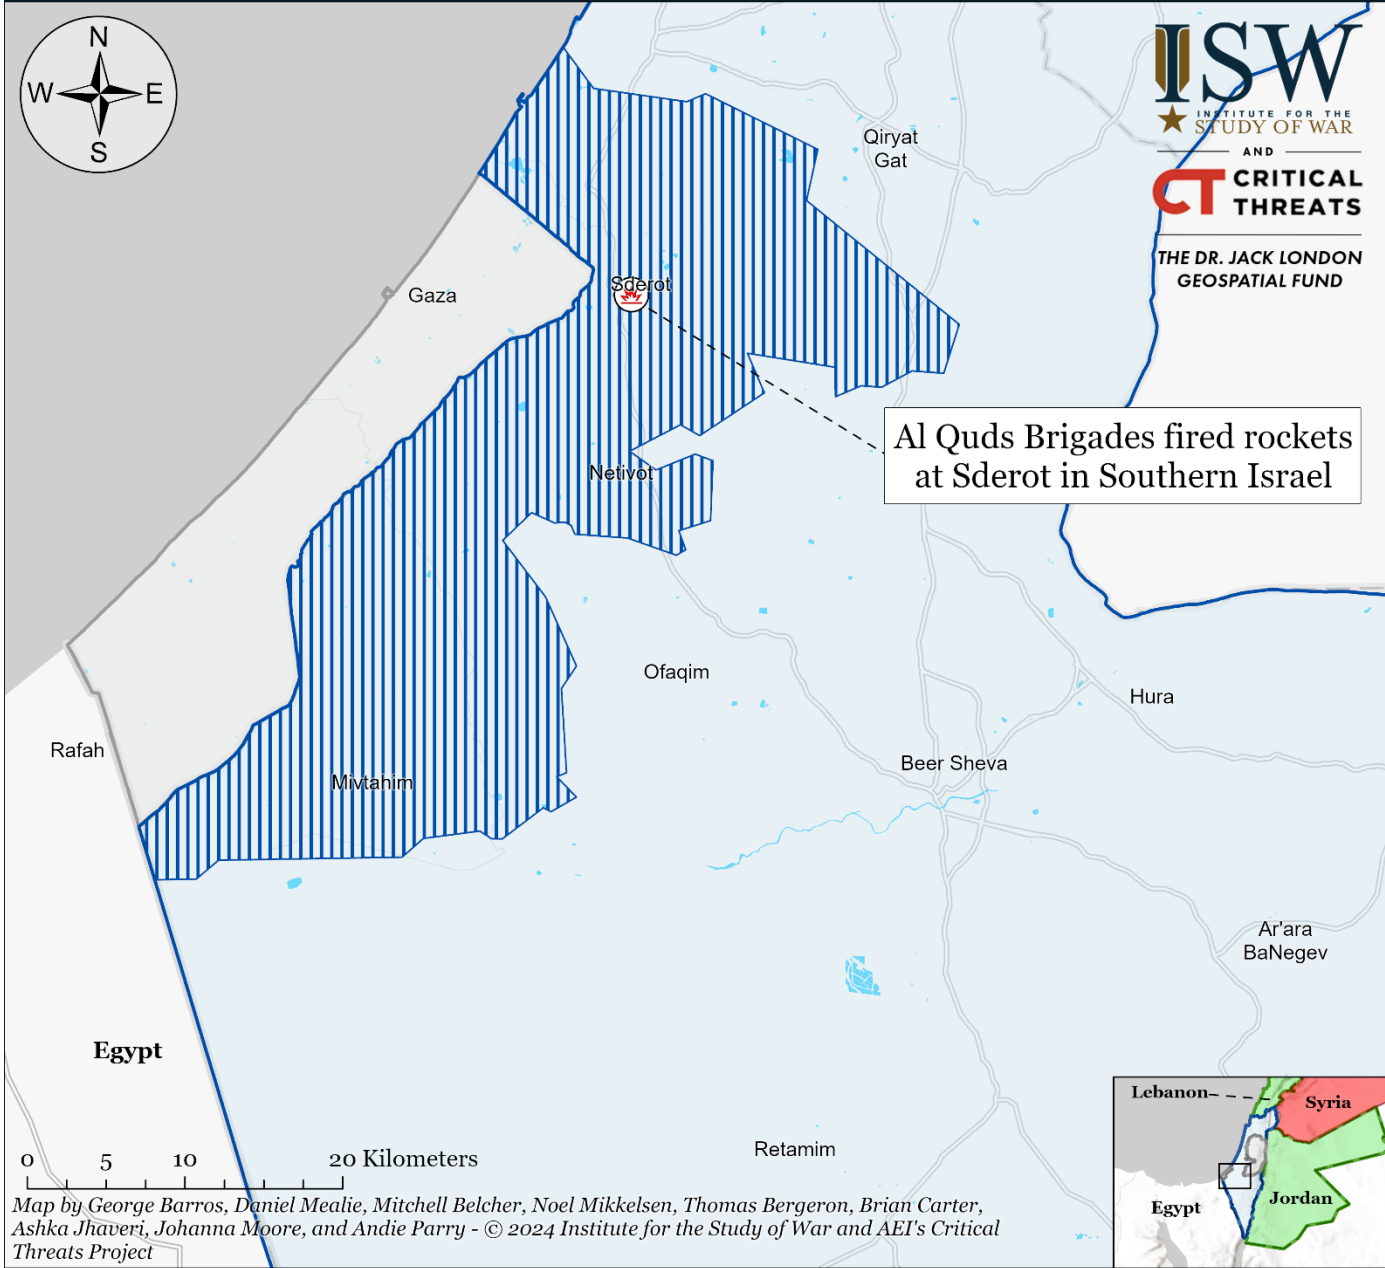 N
W
E
S
ISW
INSTITUTE FOR THE
STUDY OF WAR
AND
CT CRITICAL
THREATS
THE DR. JACK LONDON
GEOSPATIAL FUND
Qiryat
Gat
Sderot
Gaza
Al Quds Brigades fired rockets
at Sderot in Southern Israel
Netivot
Ofaqim
Hura
Rafah
Beer Sheva
Mivtahim
Ar'ara
BaNegev
Egypt
Retamim
0 5 10 20 Kilometers
Map by George Barros, Daniel Mealie, Mitchell Belcher, Noel Mikkelsen, Thomas Bergeron, Brian Carter,
Ashka Jhaveri, Johanna Moore, and Andie Parry - © 2024 Institute for the Study of War and AEI's Critical
Threats Project
Lebanon
Syria
Jordan
Egypt